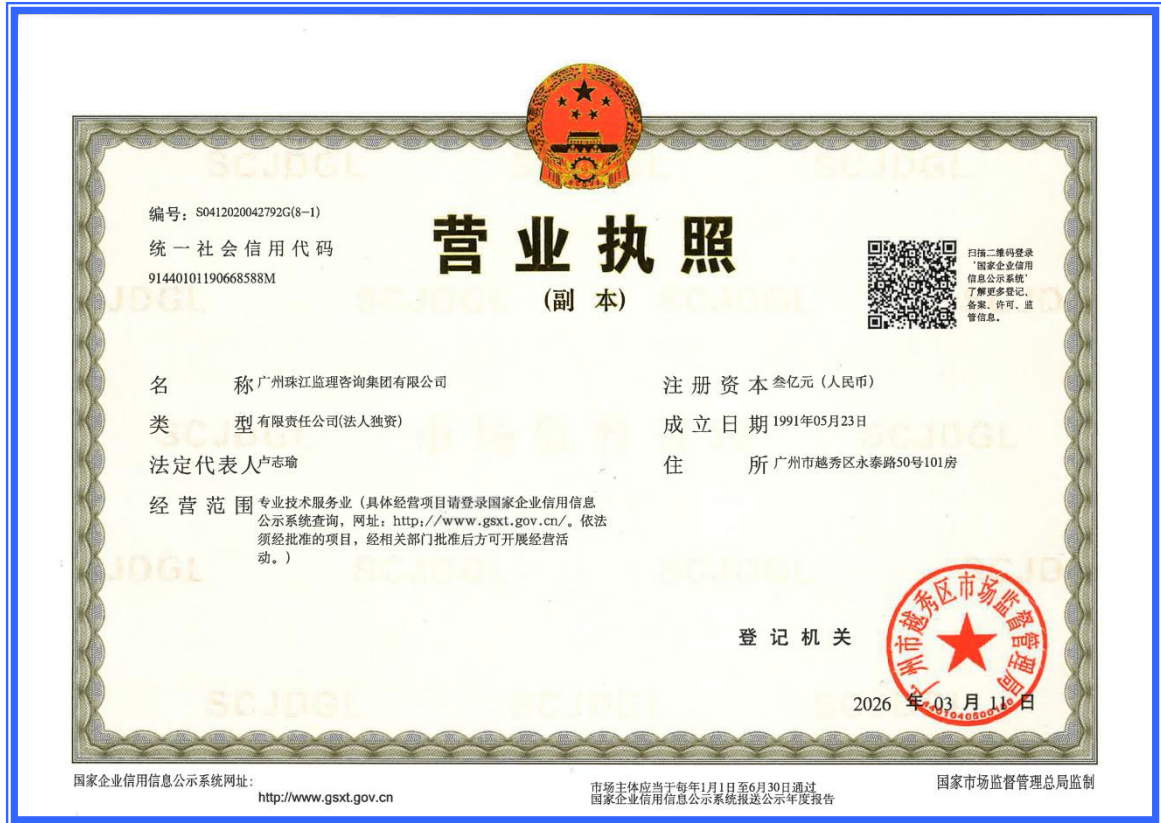 编号：S0412020042792G(8-1)
统一社会信用代码
91440101190668588M
营业执照
(副 本)
扫描二维码登录
‘国家企业信用
信息公示系统’
了解更多登记、
备案、许可、监
管信息。
名 称 广州珠江监理咨询集团有限公司
类 型 有限责任公司(法人独资)
法定代表人 卢志瑜
经营范围 专业技术服务业（具体经营项目请登录国家企业信用信息
公示系统查询，网址：http://www.gsxt.gov.cn/。依法
须经批准的项目，经相关部门批准后方可开展经营活
动。）
注册资本 叁亿元（人民币）
成立日期 1991年05月23日
住 所 广州市越秀区永泰路50号101房
登记机关
广州市越秀区市场监督管理局
2026 年 03 月 11 日
国家企业信用信息公示系统网址：
http://www.gsxt.gov.cn
市场主体应当于每年1月1日至6月30日通过
国家企业信用信息公示系统报送公示年度报告
国家市场监督管理总局监制
SCJDGL